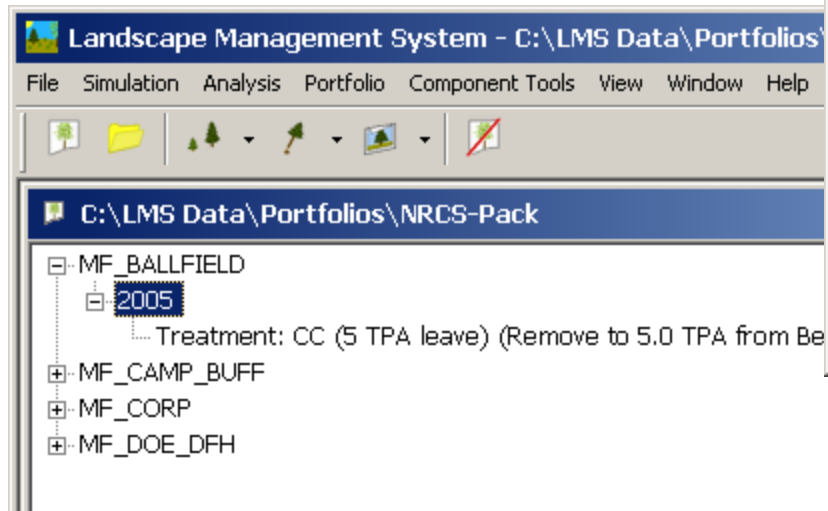 Landscape Management System - C:\LMS Data\Portfolios\
File Simulation Analysis Portfolio Component Tools View Window Help
C:\LMS Data\Portfolios\NRCS-Pack
MF_BALLFIELD
2005
Treatment: CC (5 TPA leave) (Remove to 5.0 TPA from Be
MF_CAMP_BUFF
MF_CORP
MF_DOE_DFH